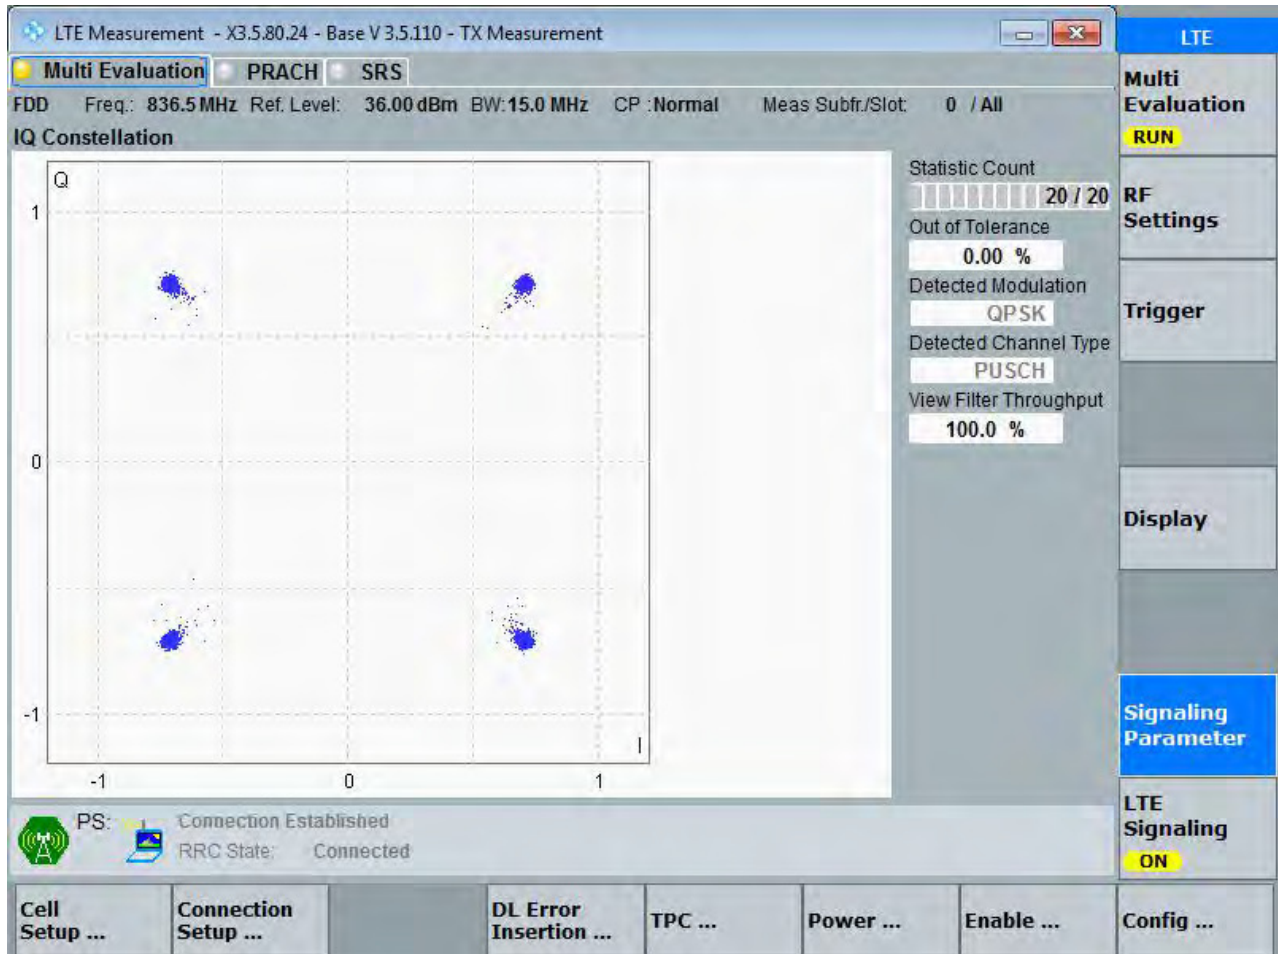 LTE Measurement - X3.5.80.24 - Base V 3.5.110 - TX Measurement
LTE
Multi Evaluation PRACH SRS
FDD Freq.: 836.5 MHz Ref. Level: 36.00 dBm BW: 15.0 MHz CP : Normal Meas Subfr./Slot: 0 / All
IQ Constellation
Q
1
0
-1
I
-1 0 1
Statistic Count
20 / 20
Out of Tolerance
0.00 %
Detected Modulation
QPSK
Detected Channel Type
PUSCH
View Filter Throughput
100.0 %
Multi
Evaluation
RUN
RF
Settings
Trigger
Display
Signaling
Parameter
LTE
Signaling
ON
PS: Connection Established
RRC State: Connected
Cell
Setup ...
Connection
Setup ...
DL Error
Insertion ...
TPC ...
Power ...
Enable ...
Config ...